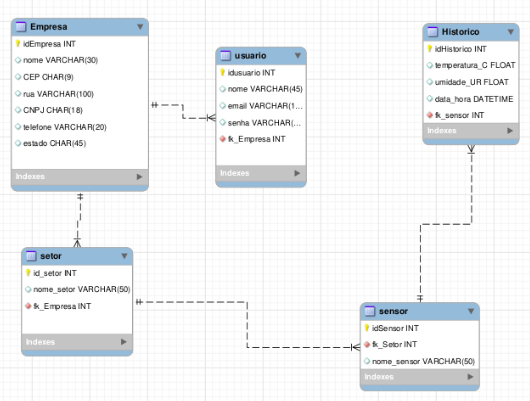 Empresa
idEmpresa INT
nome VARCHAR(30)
CEP CHAR(9)
rua VARCHAR(100)
CNPJ CHAR(18)
telefone VARCHAR(20)
estado CHAR(45)
Indexes
usuario
idusuario INT
nome VARCHAR(45)
email VARCHAR(1...
senha VARCHAR(...
fk_Empresa INT
Indexes
Historico
idHistorico INT
temperatura_C FLOAT
umidade_UR FLOAT
data_hora DATETIME
fk_sensor INT
Indexes
setor
id_setor INT
nome_setor VARCHAR(50)
fk_Empresa INT
Indexes
sensor
idSensor INT
fk_Setor INT
nome_sensor VARCHAR(50)
Indexes